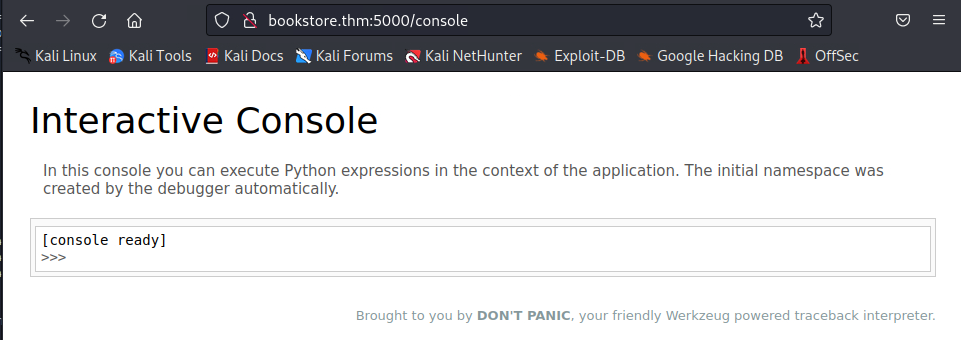 bookstore.thm:5000/console
Kali Linux Kali Tools Kali Docs Kali Forums Kali NetHunter Exploit-DB Google Hacking DB OffSec
Interactive Console
In this console you can execute Python expressions in the context of the application. The initial namespace was
created by the debugger automatically.
[console ready]
>>>
Brought to you by DON'T PANIC, your friendly Werkzeug powered traceback interpreter.